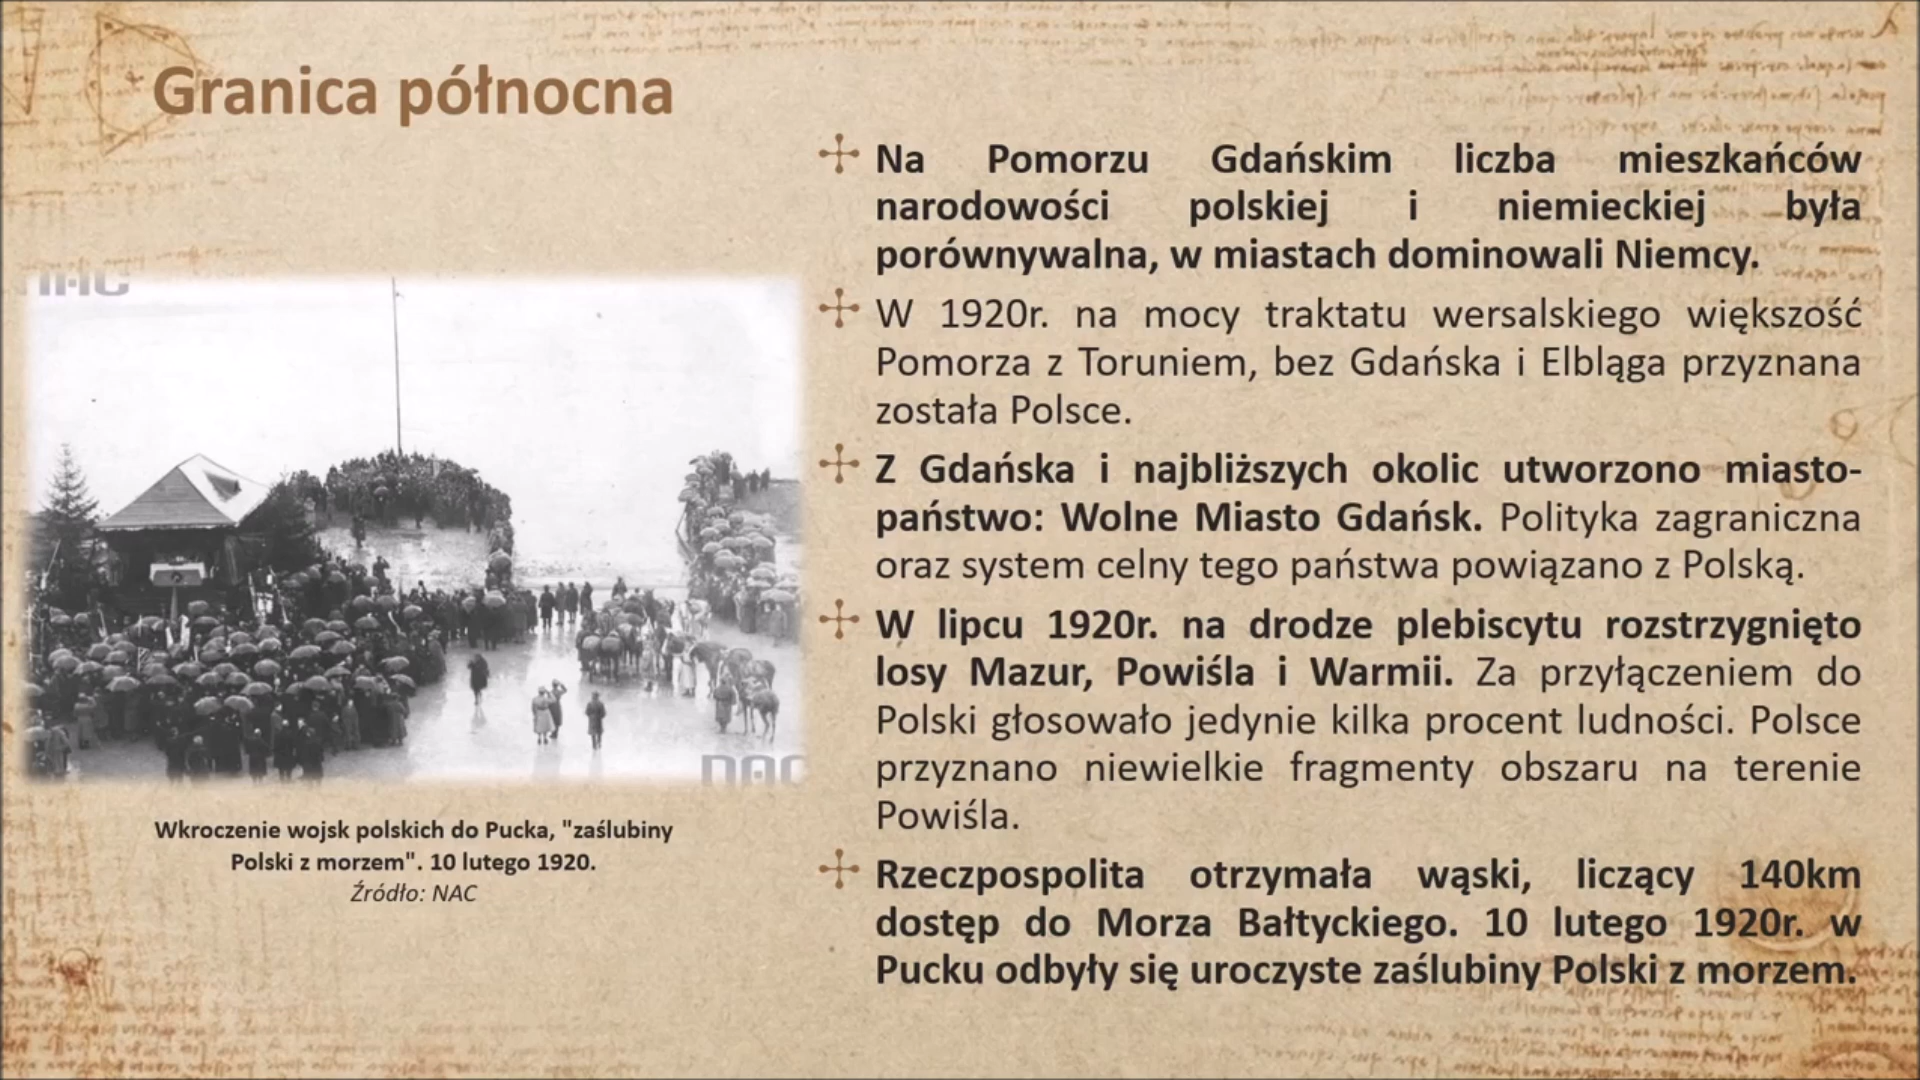 Granica północna
Na Pomorzu Gdańskim liczba mieszkańców
narodowości polskiej i niemieckiej była
porównywalna, w miastach dominowali Niemcy.
W 1920r. na mocy traktatu wersalskiego większość
Pomorza z Toruniem, bez Gdańska i Elbląga przyznana
została Polsce.
Z Gdańska i najbliższych okolic utworzono miasto-
państwo: Wolne Miasto Gdańsk. Polityka zagraniczna
oraz system celny tego państwa powiązano z Polską.
W lipcu 1920r. na drodze plebiscytu rozstrzygnięto
losy Mazur, Powiśla i Warmii. Za przyłączeniem do
Polski głosowało jedynie kilka procent ludności. Polsce
przyznano niewielkie fragmenty obszaru na terenie
Powiśla.
Rzeczpospolita otrzymała wąski, liczący 140km
dostęp do Morza Bałtyckiego. 10 lutego 1920r. w
Pucku odbyły się uroczyste zaślubiny Polski z morzem.
NAC
NAC
Wkroczenie wojsk polskich do Pucka, "zaślubiny
Polski z morzem". 10 lutego 1920.
Źródło: NAC